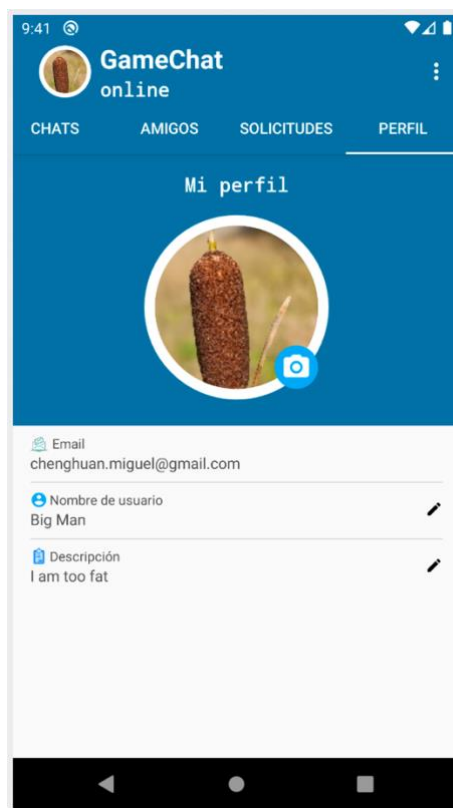 9:41
GameChat
online
CHATS AMIGOS SOLICITUDES PERFIL
Mi perfil
Email
chenghuan.miguel@gmail.com
Nombre de usuario
Big Man
Descripción
I am too fat